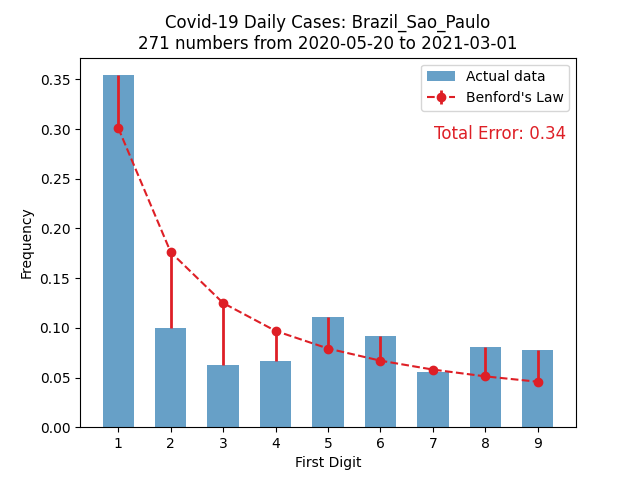 Covid-19 Daily Cases: Brazil_Sao_Paulo
271 numbers from 2020-05-20 to 2021-03-01
Actual data
Benford's Law
Total Error: 0.34
Frequency
0.35
0.30
0.25
0.20
0.15
0.10
0.05
0.00
1 2 3 4 5 6 7 8 9
First Digit